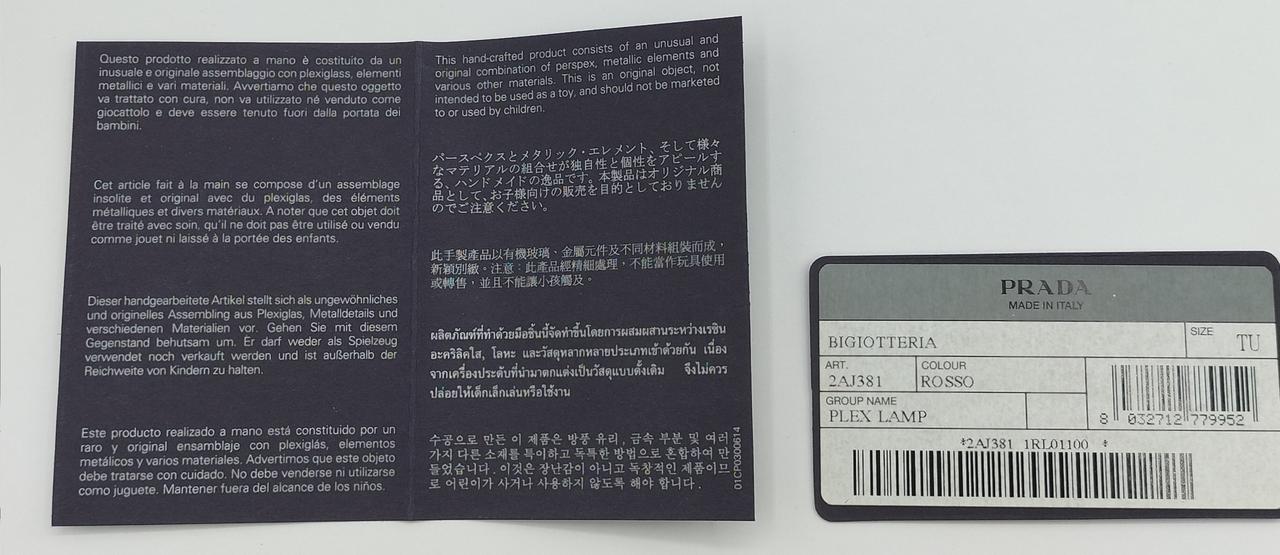 Questo prodotto realizzato a mano è costituito da un
inusuale e originale assemblaggio con plexiglass, elementi
metallici e vari materiali. Avvertiamo che questo oggetto
va trattato con cura, non va utilizzato né venduto come
giocattolo e deve essere tenuto fuori dalla portata dei
bambini.
Cet article fait à la main se compose d'un assemblage
insolite et original avec du plexiglas, des éléments
métalliques et divers matériaux. A noter que cet objet doit
être traité avec soin, qu'il ne doit pas être utilisé ou vendu
comme jouet ni laissé à la portée des enfants.
Dieser handgearbeitete Artikel stellt sich als ungewöhnliches
und originelles Assembling aus Plexiglas, Metalldetails und
verschiedenen Materialien vor. Gehen Sie mit diesem
Gegenstand behutsam um. Er darf weder als Spielzeug
verwendet noch verkauft werden und ist außerhalb der
Reichweite von Kindern zu halten.
Este producto realizado a mano está constituido por un
raro y original ensamblaje con plexiglás, elementos
metálicos y varios materiales. Advertimos que este objeto
debe tratarse con cuidado. No debe venderse ni utilizarse
como juguete. Mantener fuera del alcance de los niños.
This hand-crafted product consists of an unusual and
original combination of perspex, metallic elements and
various other materials. This is an original object, not
intended to be used as a toy, and should not be marketed
to or used by children.
パースペクスとメタリック・エレメント、そして様々
なマテリアルの組合せが独自性と個性をアピールす
る、ハンドメイドの逸品です。本製品はオリジナル商
品として、お子様向けの販売を目的としておりません
のでご注意ください。
此手製產品以有機玻璃、金屬元件及不同材料組裝而成，
新穎別緻。注意：此產品經精細處理，不能當作玩具使用
或轉售，並且不能讓小孩觸及。
ผลิตภัณฑ์ที่ทำด้วยมือชิ้นนี้จัดทำขึ้นโดยการผสมผสานระหว่างเรซิน
อะคริลิคใส, โลหะ และวัสดุหลากหลายประเภทเข้าด้วยกัน เนื่อง
จากเครื่องประดับที่นำมาตกแต่งเป็นวัสดุแบบดั้งเดิม จึงไม่ควร
ปล่อยให้เด็กเล็กเล่นหรือใช้งาน
수공으로 만든 이 제품은 방풍 유리, 금속 부분 및 여러
가지 다른 소재를 특이하고 독특한 방법으로 혼합하여 만
들었습니다. 이것은 장난감이 아니고 독창적인 제품이므
로 어린이가 사거나 사용하지 않도록 해야 합니다.
01CP0300614
PRADA
MADE IN ITALY
BIGIOTTERIA
SIZE
TU
ART.
2AJ381
COLOUR
ROSSO
GROUP NAME
PLEX LAMP
8 032712 779952
*2AJ381 1RL01100 *